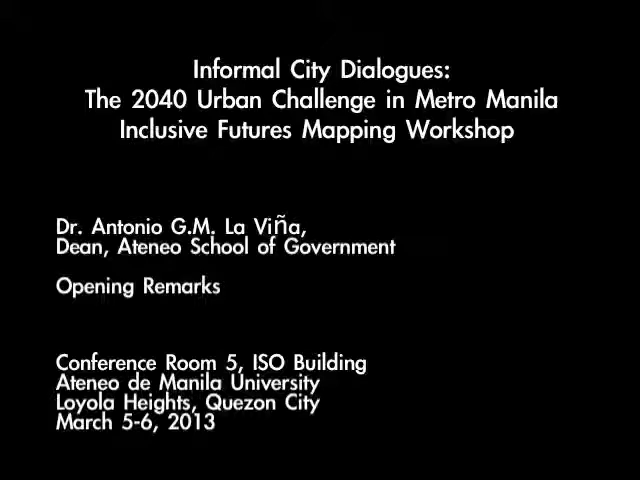 Informal City Dialogues:
The 2040 Urban Challenge in Metro Manila
Inclusive Futures Mapping Workshop
Dr. Antonio G.M. La Viña,
Dean, Ateneo School of Government
Opening Remarks
Conference Room 5, ISO Building
Ateneo de Manila University
Loyola Heights, Quezon City
March 5-6, 2013